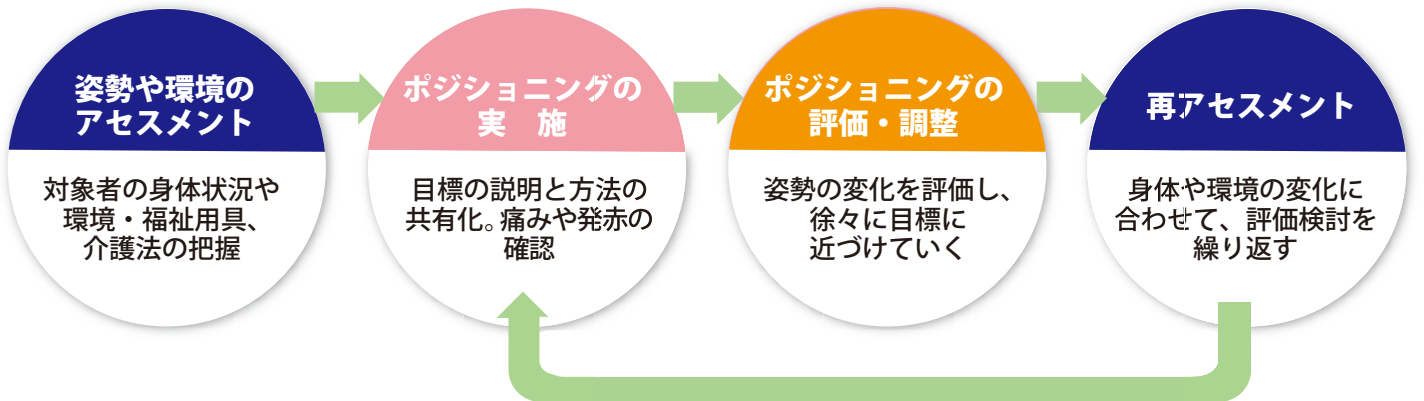 姿勢や環境の
アセスメント
対象者の身体状況や
環境・福祉用具、
介護法の把握
ポジショニングの
実　施
目標の説明と方法の
共有化。痛みや発赤の
確認
ポジショニングの
評価・調整
姿勢の変化を評価し、
徐々に目標に
近づけていく
再アセスメント
身体や環境の変化に
合わせて、評価検討を
繰り返す